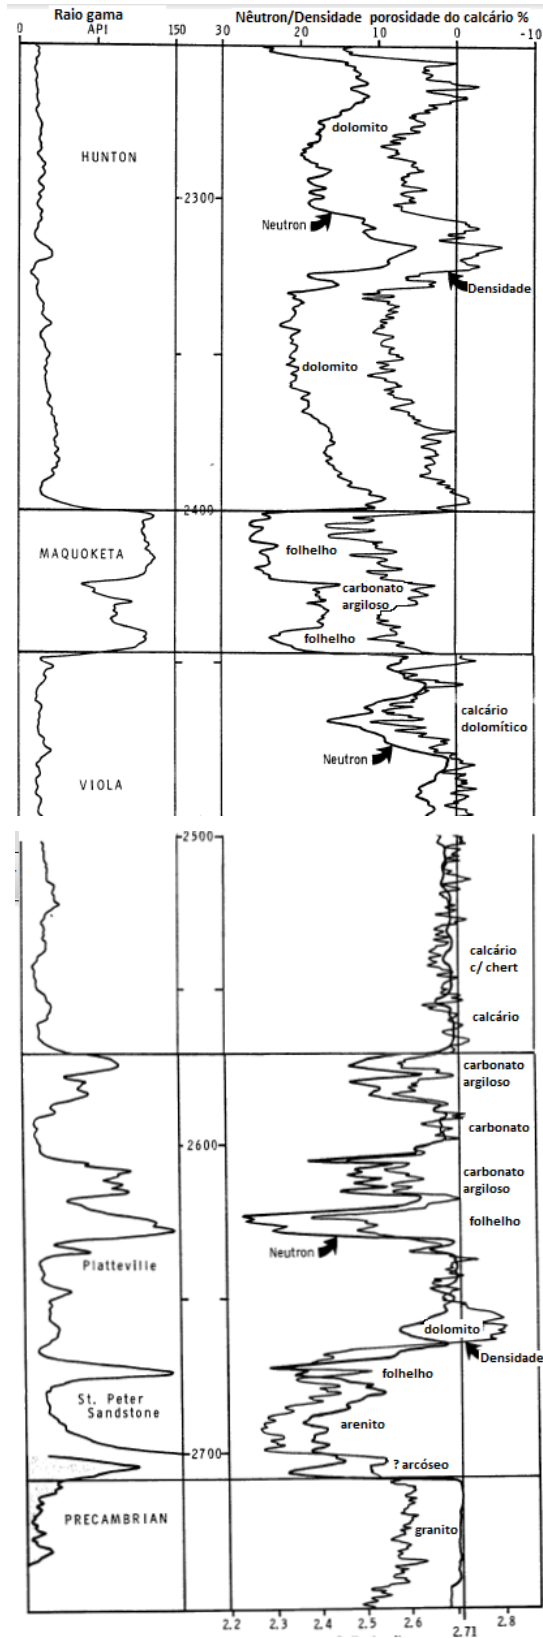 Raio gama
Nêutron/Densidade porosidade do calcário %
0 API 150 30 20 10 0 -10
dolomito
HUNTON
2300
Neutron
Densidade
dolomito
2400
folhelho
MAQUOKETA
carbonato
argiloso
folhelho
calcário
dolomítico
Neutron
VIOLA
2500
calcário
c/ chert
calcário
carbonato
argiloso
carbonato
2600
carbonato
argiloso
folhelho
Neutron
Platteville
dolomito
Densidade
folhelho
St. Peter
Sandstone
arenito
2700
? arcóseo
PRECAMBRIAN
granito
2.2 2.3 2.4 2.5 2.6 2.71 2.8